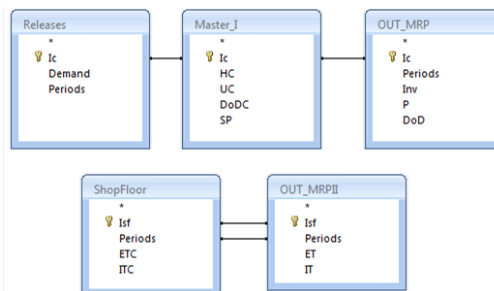 Releases
*
Ic
Demand
Periods
Master_I
*
Ic
HC
UC
DoDC
SP
OUT_MRP
*
Ic
Periods
Inv
P
DoD
ShopFloor
*
Isf
Periods
ETC
ITC
OUT_MRPII
*
Isf
Periods
ET
IT